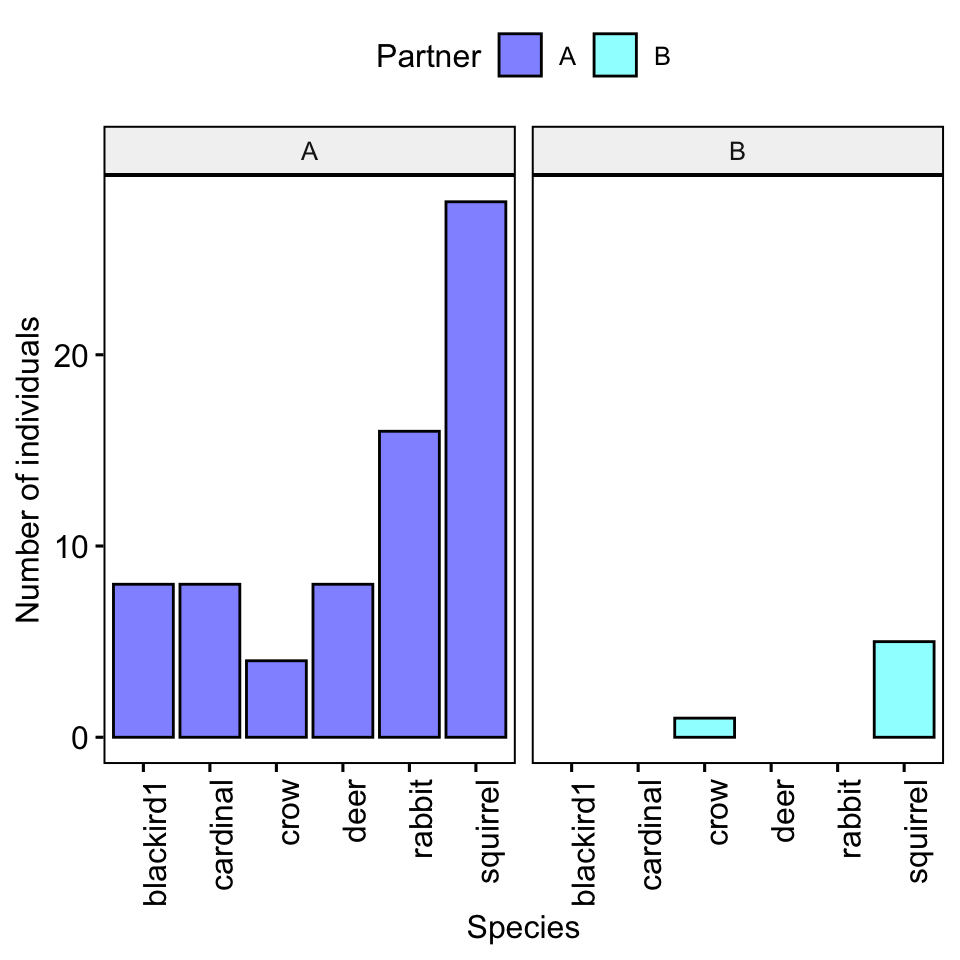 Partner A B
A B
Number of individuals
20
10
0
blackird1 cardinal crow deer rabbit squirrel blackird1 cardinal crow deer rabbit squirrel
Species